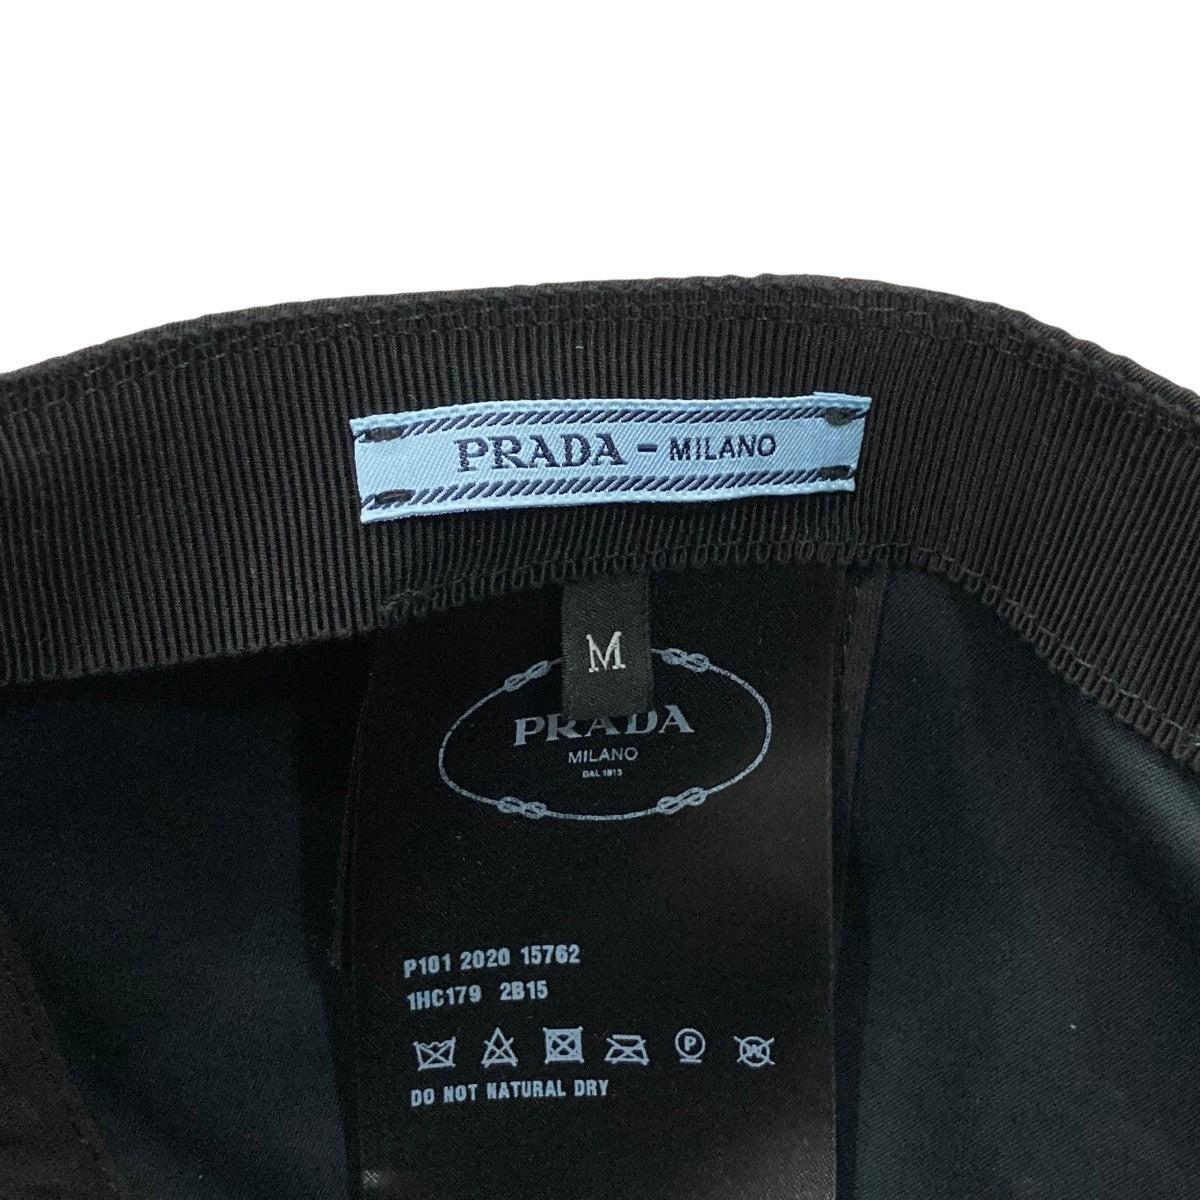 PRADA - MILANO
M
PRADA
MILANO
DAL 1913
P101 2020 15762
1HC179 2B15
P
W
DO NOT NATURAL DRY